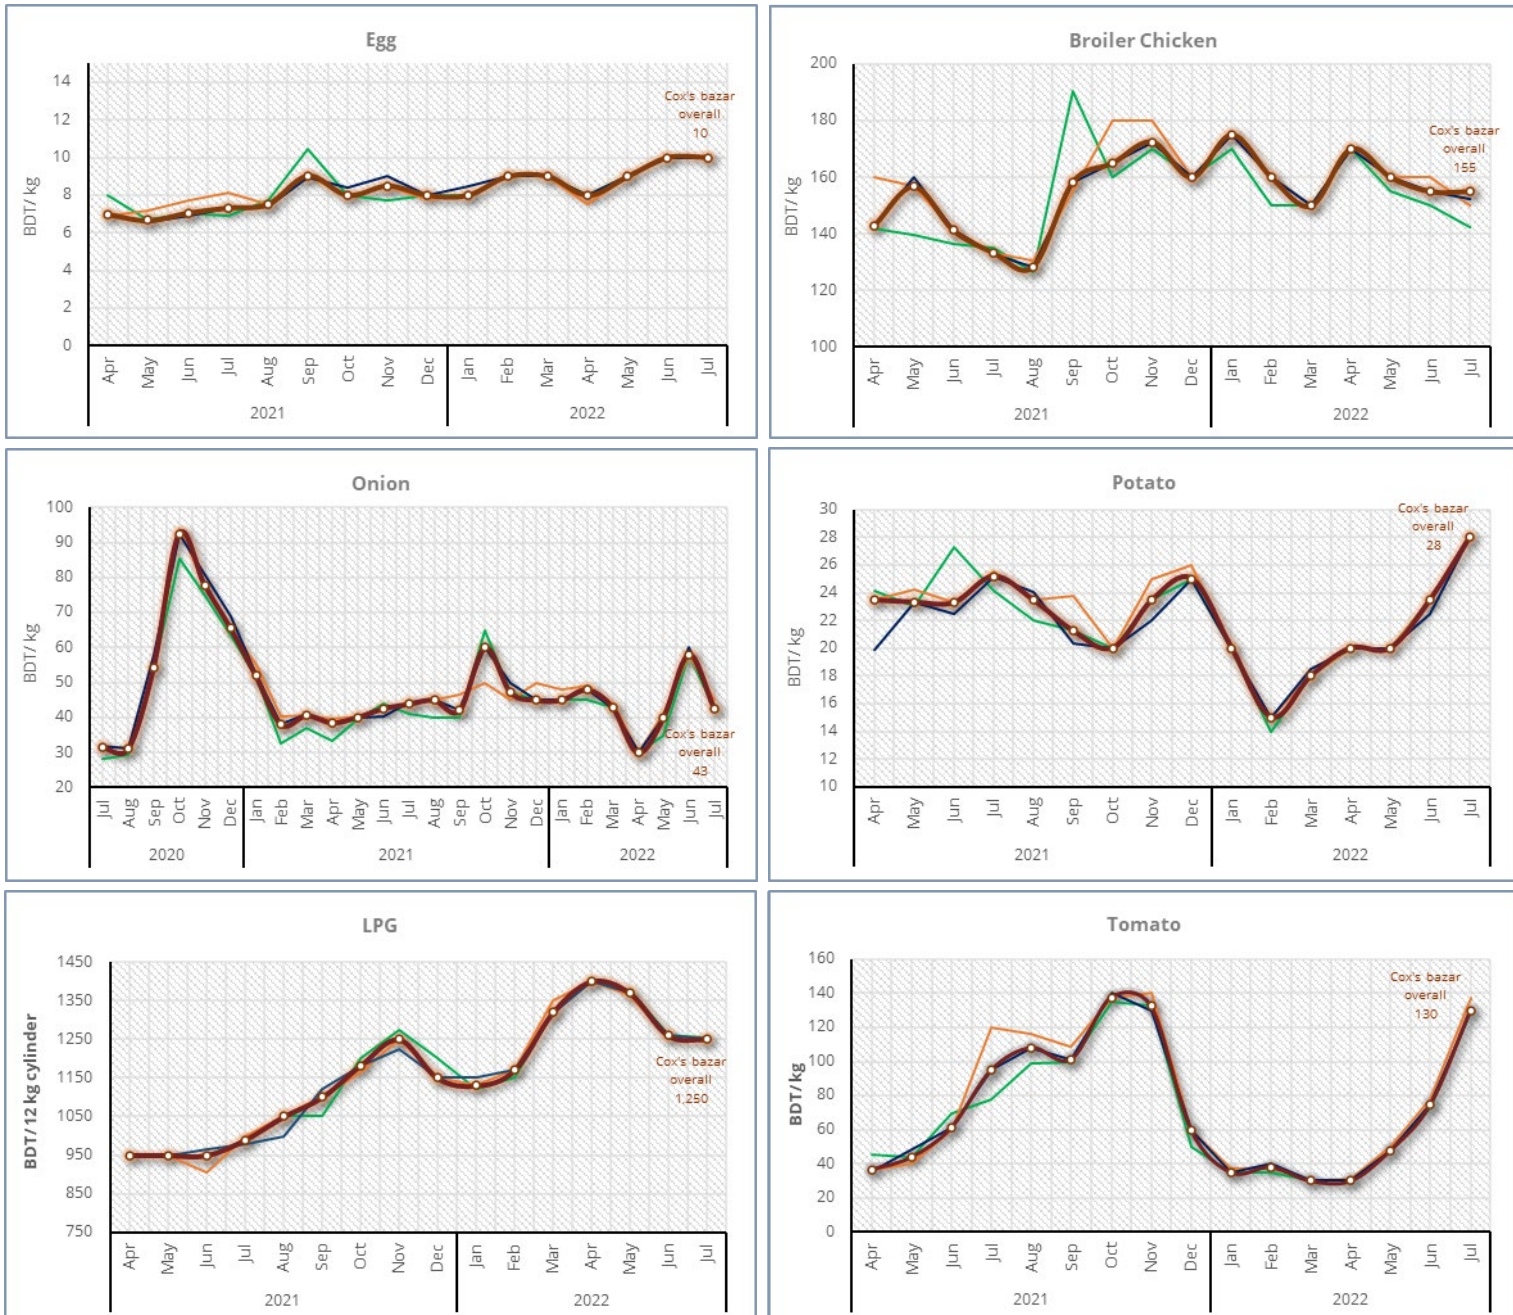 Egg
BDT/ kg
14
12
10
8
6
4
2
0
Cox's bazar
overall
10
Apr May Jun Jul Aug Sep Oct Nov Dec Jan Feb Mar Apr May Jun Jul
2021 2022
Broiler Chicken
BDT/ kg
200
180
160
140
120
100
Cox's bazar
overall
155
Apr May Jun Jul Aug Sep Oct Nov Dec Jan Feb Mar Apr May Jun Jul
2021 2022
Onion
BDT/ kg
100
90
80
70
60
50
40
30
20
Cox's bazar
overall
43
Jul Aug Sep Oct Nov Dec Jan Feb Mar Apr May Jun Jul Aug Sep Oct Nov Dec Jan Feb Mar Apr May Jun Jul
2020 2021 2022
Potato
BDT/ kg
30
28
26
24
22
20
18
16
14
12
10
Cox's bazar
overall
28
Apr May Jun Jul Aug Sep Oct Nov Dec Jan Feb Mar Apr May Jun Jul
2021 2022
LPG
BDT/ 12 kg cylinder
1450
1350
1250
1150
1050
950
850
750
Cox's bazar
overall
1,250
Apr May Jun Jul Aug Sep Oct Nov Dec Jan Feb Mar Apr May Jun Jul
2021 2022
Tomato
BDT/ kg
160
140
120
100
80
60
40
20
0
Cox's bazar
overall
130
Apr May Jun Jul Aug Sep Oct Nov Dec Jan Feb Mar Apr May Jun Jul
2021 2022